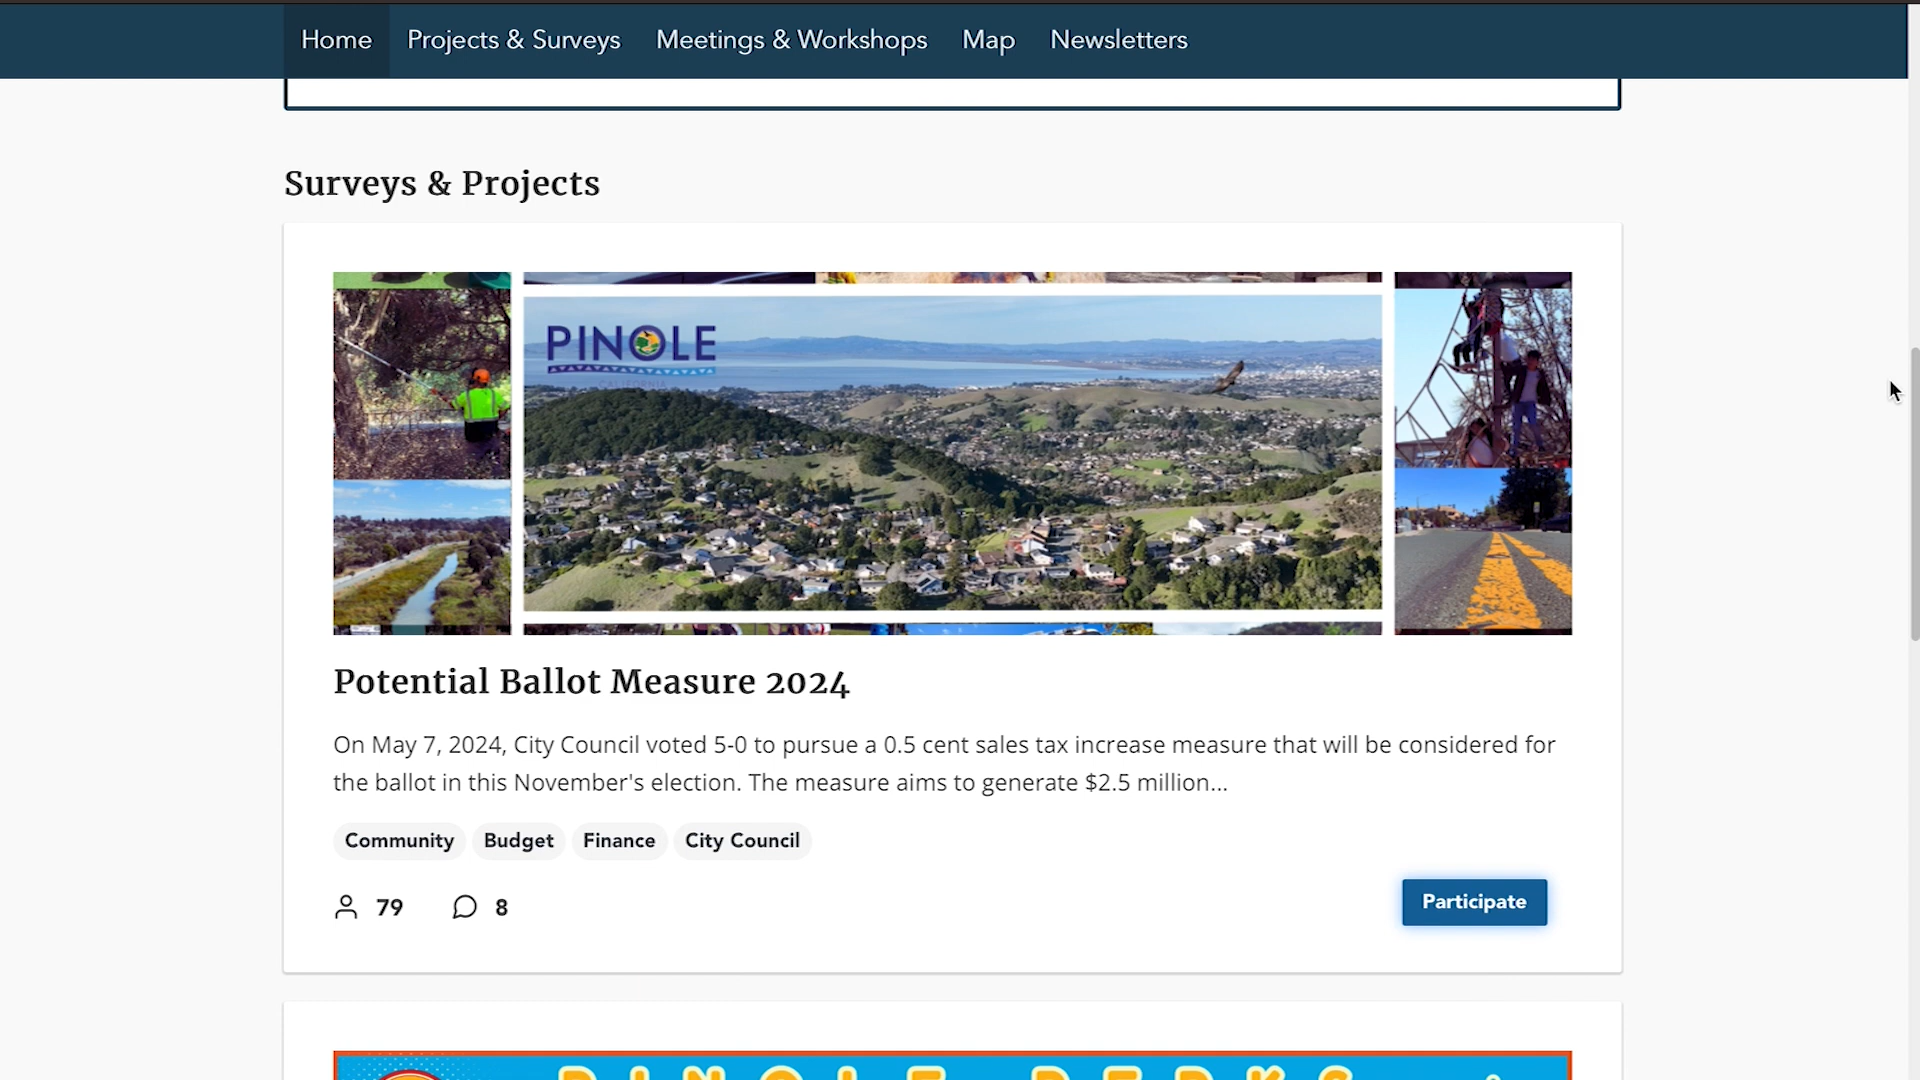 Home Projects & Surveys Meetings & Workshops Map Newsletters
Surveys & Projects
PINOLE
CALIFORNIA
Potential Ballot Measure 2024
On May 7, 2024, City Council voted 5-0 to pursue a 0.5 cent sales tax increase measure that will be considered for
the ballot in this November's election. The measure aims to generate $2.5 million...
Community Budget Finance City Council
79 8
Participate
PINOLE PERKS